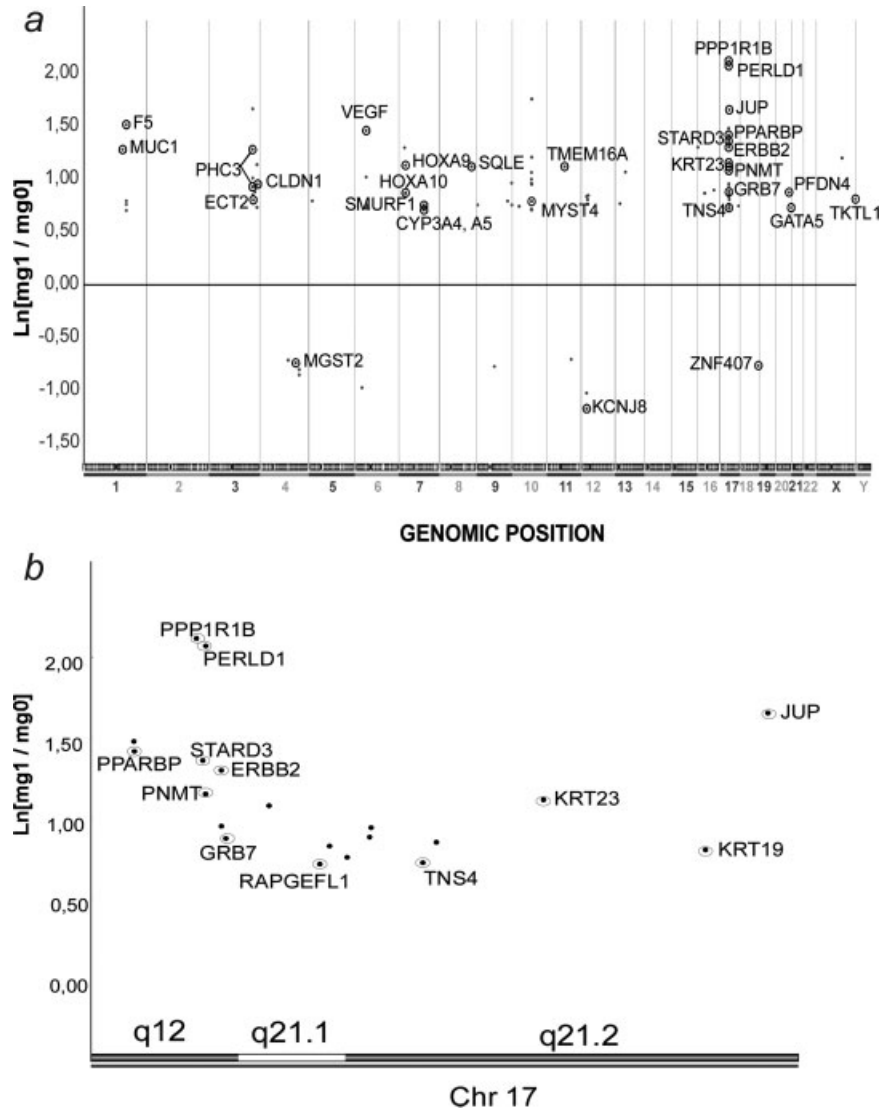 a
2,00
1,50
1,00
0,50
0,00
-0,50
-1,00
-1,50
Ln[mg1 / mg0]
F5
MUC1
PHC3
ECT2
CLDN1
MGST2
VEGF
HOXA9
HOXA10
SMURF1
CYP3A4, A5
SQLE
TMEM16A
MYST4
KCNJ8
PPP1R1B
PERLD1
JUP
STARD3
PPARBP
ERBB2
KRT23
PNMT
GRB7
TNS4
PFDN4
GATA5
TKTL1
ZNF407
1 2 3 4 5 6 7 8 9 10 11 12 13 14 15 16 17 18 19 20 21 22 X Y
GENOMIC POSITION
b
2,00
1,50
1,00
0,50
0,00
Ln[mg1 / mg0]
PPP1R1B
PERLD1
JUP
PPARBP
STARD3
ERBB2
PNMT
KRT23
GRB7
KRT19
RAPGEFL1
TNS4
q12 q21.1 q21.2
Chr 17